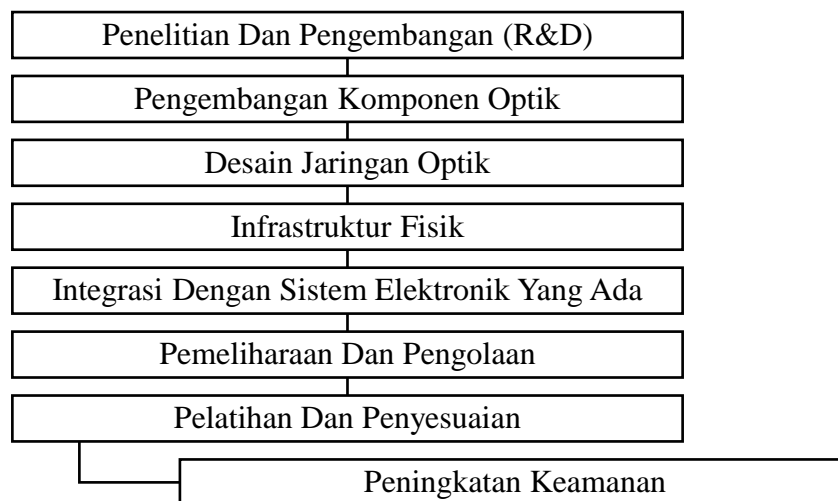 Penelitian Dan Pengembangan (R&D)
Pengembangan Komponen Optik
Desain Jaringan Optik
Infrastruktur Fisik
Integrasi Dengan Sistem Elektronik Yang Ada
Pemeliharaan Dan Pengolaan
Pelatihan Dan Penyesuaian
Peningkatan Keamanan